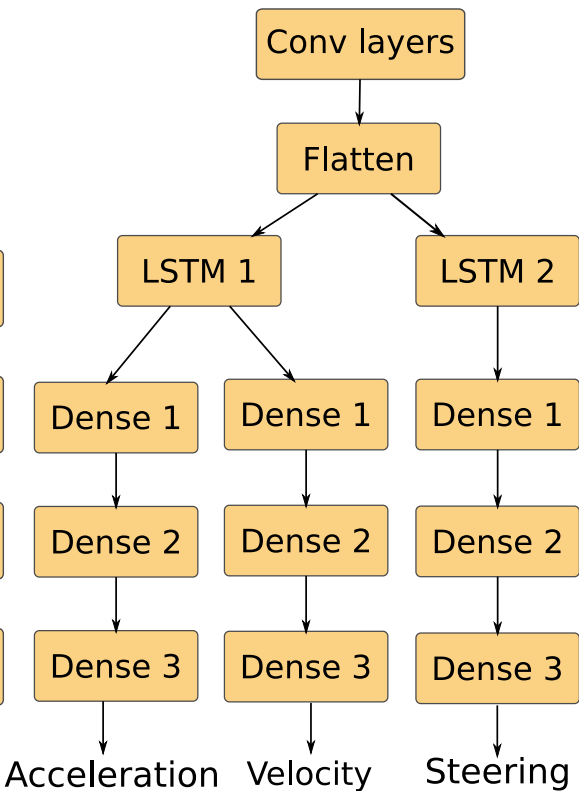 Conv layers
Flatten
LSTM 1
LSTM 2
Dense 1
Dense 1
Dense 1
Dense 2
Dense 2
Dense 2
Dense 3
Dense 3
Dense 3
Acceleration
Velocity
Steering